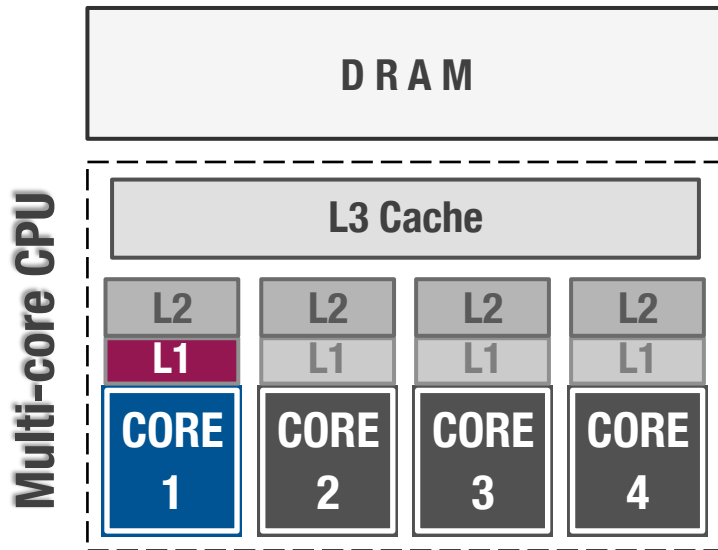 DRAM
Multi-core CPU
L3 Cache
L2 L2 L2 L2
L1 L1 L1 L1
CORE 1
CORE 2
CORE 3
CORE 4